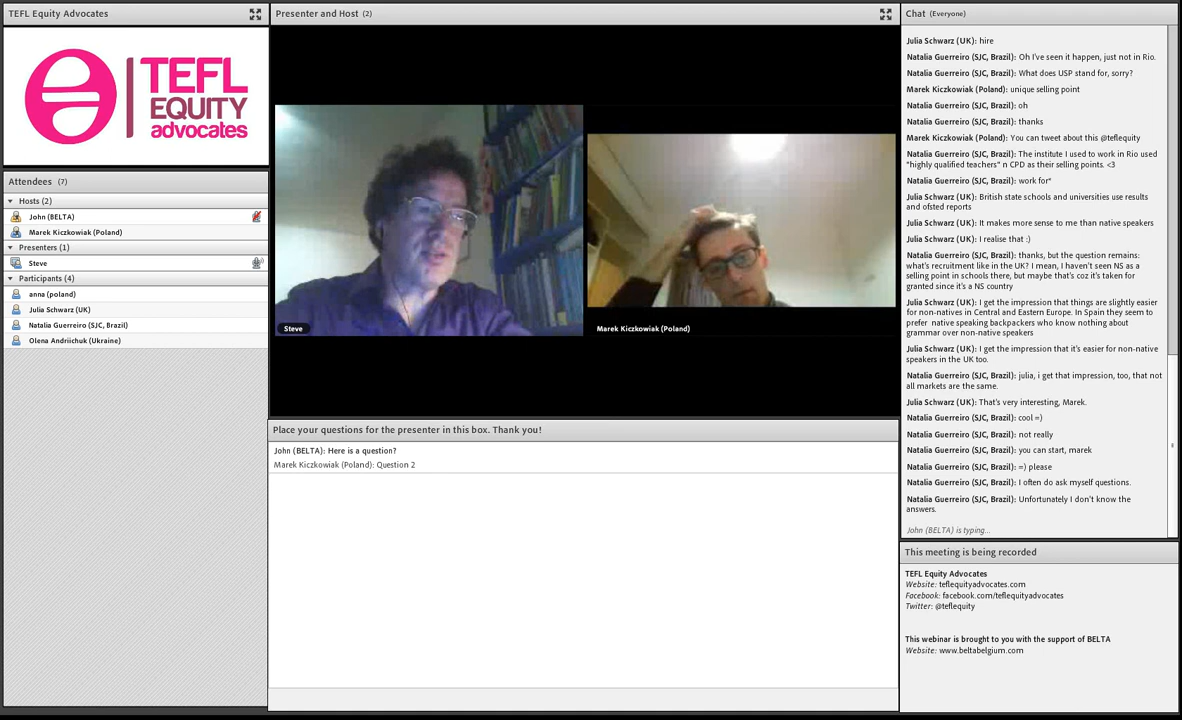 TEFL Equity Advocates
TEFL
EQUITY
advocates
Attendees (7)
Hosts (2)
John (BELTA)
Marek Kiczkowiak (Poland)
Presenters (1)
Steve
Participants (4)
anna (poland)
Julia Schwarz (UK)
Natalia Guerreiro (SJC, Brazil)
Olena Andriichuk (Ukraine)
Presenter and Host (2)
Steve
Marek Kiczkowiak (Poland)
Place your questions for the presenter in this box. Thank you!
John (BELTA): Here is a question?
Marek Kiczkowiak (Poland): Question 2
Chat (Everyone)
Julia Schwarz (UK): hire
Natalia Guerreiro (SJC, Brazil): Oh I've seen it happen, just not in Rio.
Natalia Guerreiro (SJC, Brazil): What does USP stand for, sorry?
Marek Kiczkowiak (Poland): unique selling point
Natalia Guerreiro (SJC, Brazil): oh
Natalia Guerreiro (SJC, Brazil): thanks
Marek Kiczkowiak (Poland): You can tweet about this @teflequity
Natalia Guerreiro (SJC, Brazil): The institute I used to work in Rio used
"highly qualified teachers" n CPD as their selling points. <3
Natalia Guerreiro (SJC, Brazil): work for*
Julia Schwarz (UK): British state schools and universities use results
and ofsted reports
Julia Schwarz (UK): It makes more sense to me than native speakers
Julia Schwarz (UK): I realise that :)
Natalia Guerreiro (SJC, Brazil): thanks, but the question remains:
what's recruitment like in the UK? I mean, I haven't seen NS as a
selling point in schools there, but maybe that's coz it's taken for
granted since it's a NS country
Julia Schwarz (UK): I get the impression that things are slightly easier
for non-natives in Central and Eastern Europe. In Spain they seem to
prefer native speaking backpackers who know nothing about
grammar over non-native speakers
Julia Schwarz (UK): I get the impression that it's easier for non-native
speakers in the UK too.
Natalia Guerreiro (SJC, Brazil): julia, i get that impression, too, that not
all markets are the same.
Julia Schwarz (UK): That's very interesting, Marek.
Natalia Guerreiro (SJC, Brazil): cool =)
Natalia Guerreiro (SJC, Brazil): not really
Natalia Guerreiro (SJC, Brazil): you can start, marek
Natalia Guerreiro (SJC, Brazil): =) please
Natalia Guerreiro (SJC, Brazil): I often do ask myself questions.
Natalia Guerreiro (SJC, Brazil): Unfortunately I don't know the
answers.
John (BELTA) is typing...
This meeting is being recorded
TEFL Equity Advocates
Website: teflequityadvocates.com
Facebook: facebook.com/teflequityadvocates
Twitter: @teflequity
This webinar is brought to you with the support of BELTA
Website: www.beltabelgium.com